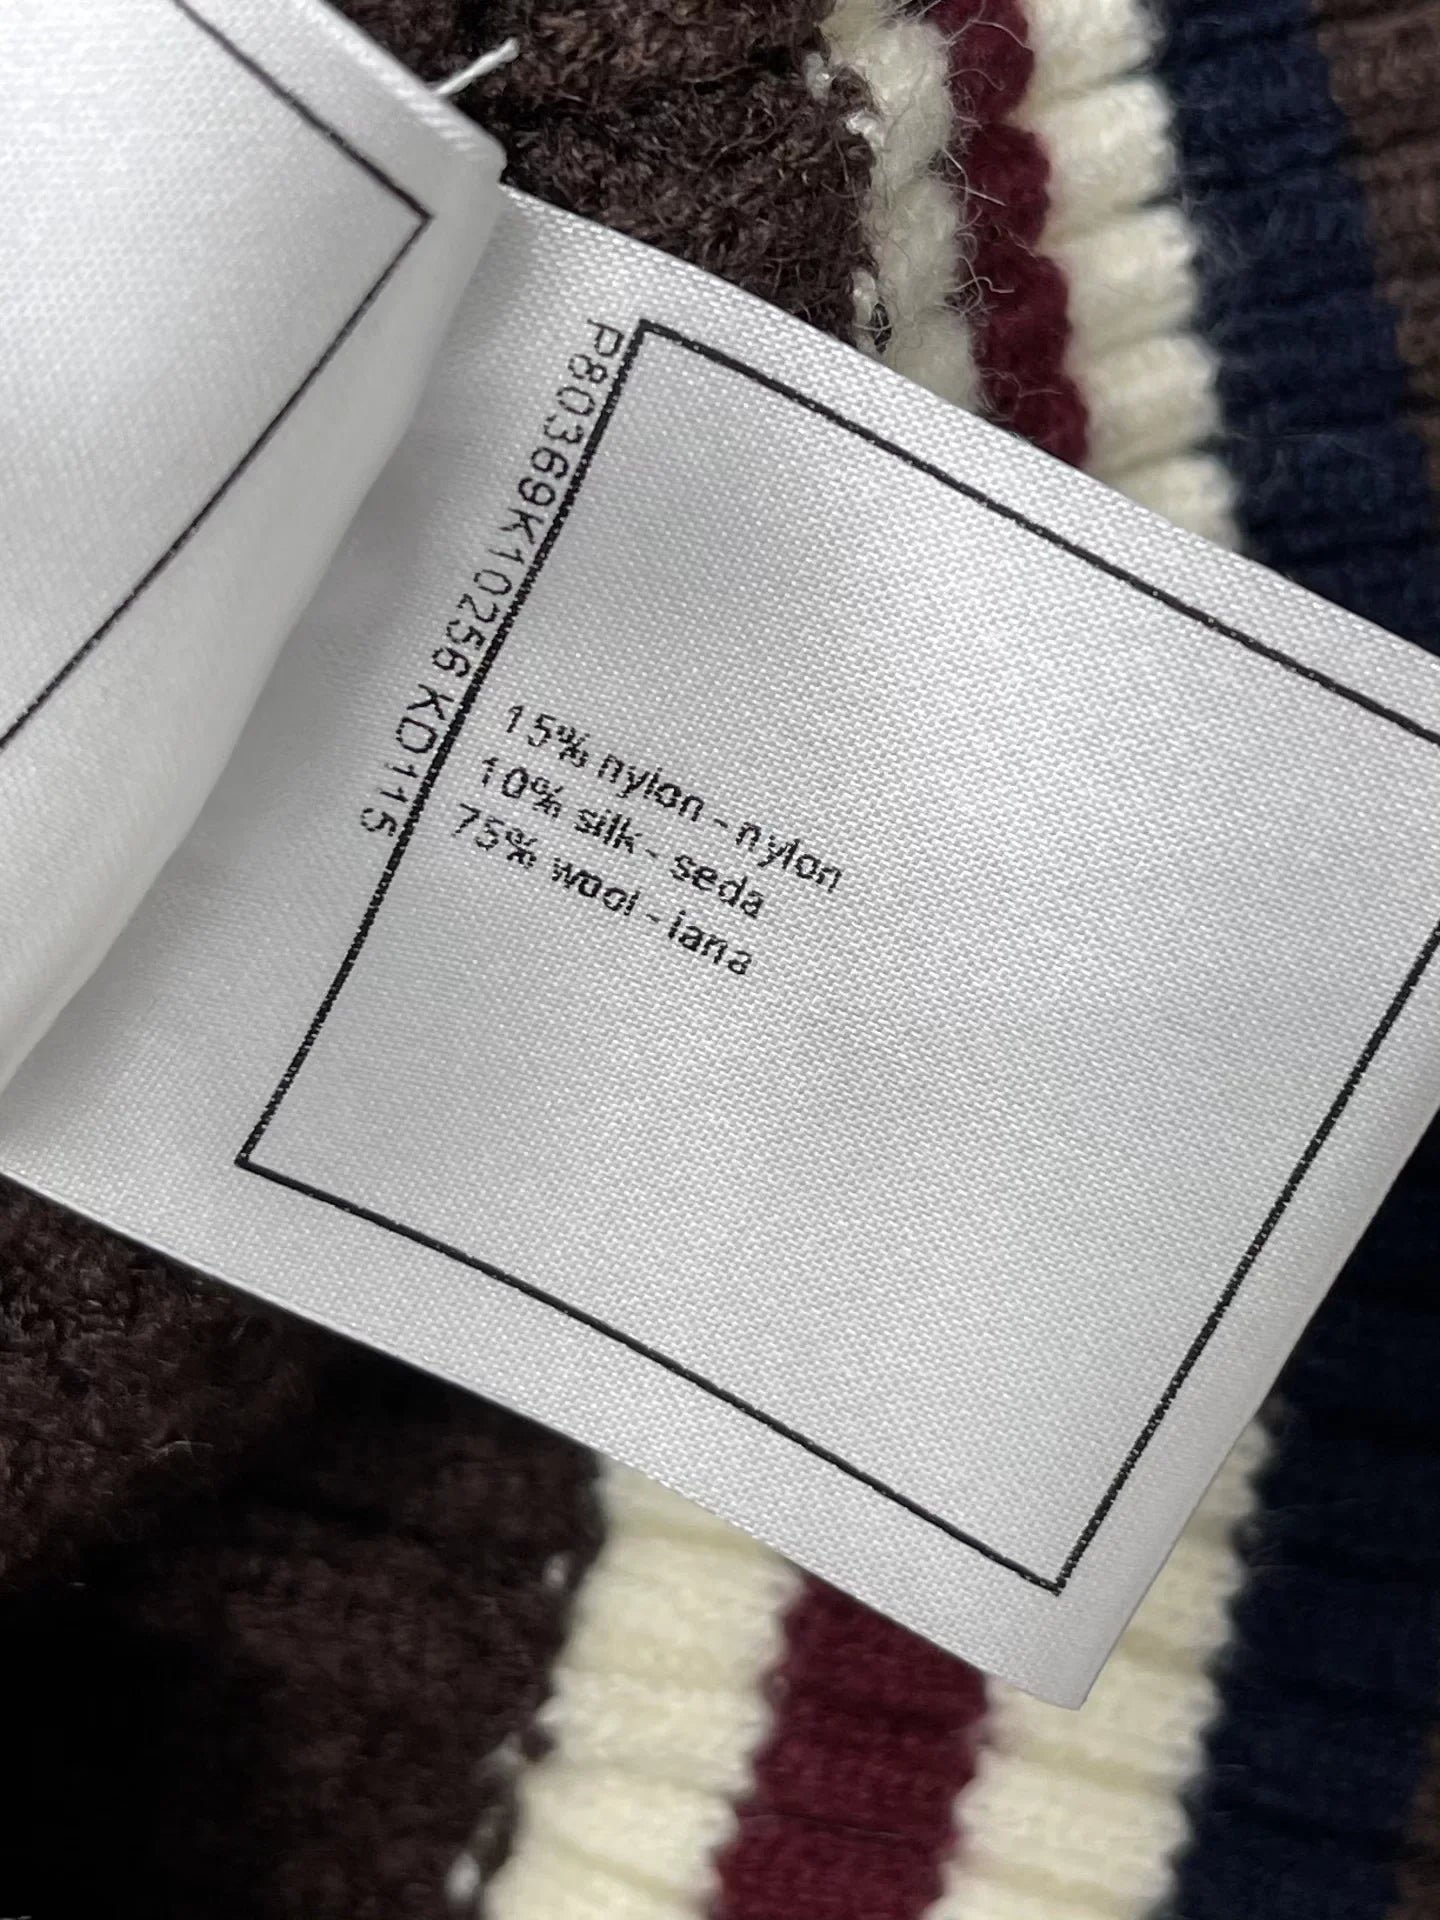 P80369K10256 KD115
15% nylon - nylon
10% silk - seda
75% wool - lana